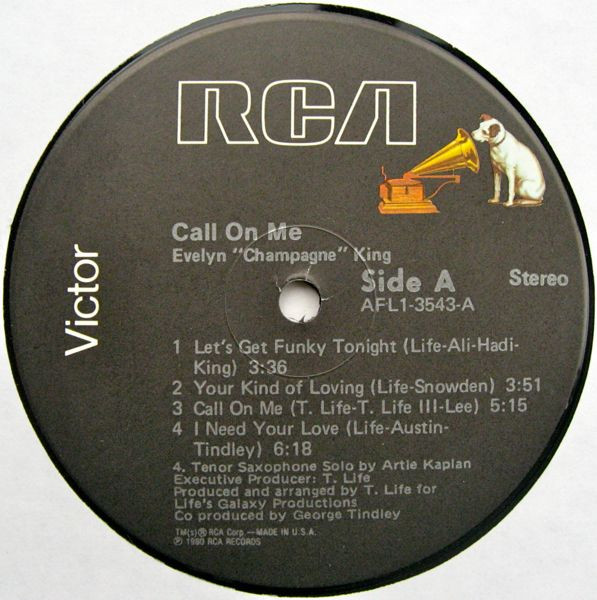 RCA
Victor
Call On Me
Evelyn "Champagne" King
Side A
Stereo
AFL1-3543-A
1 Let's Get Funky Tonight (Life-Ali-Hadi-
King) 3:36
2 Your Kind of Loving (Life-Snowden) 3:51
3 Call On Me (T. Life-T. Life III-Lee) 5:15
4 I Need Your Love (Life-Austin-
Tindley) 6:18
4. Tenor Saxophone Solo by Artie Kaplan
Executive Producer: T. Life
Produced and arranged by T. Life for
Life's Galaxy Productions
Co produced by George Tindley
TM(s)® RCA Corp.—MADE IN U.S.A.
℗ 1980 RCA RECORDS